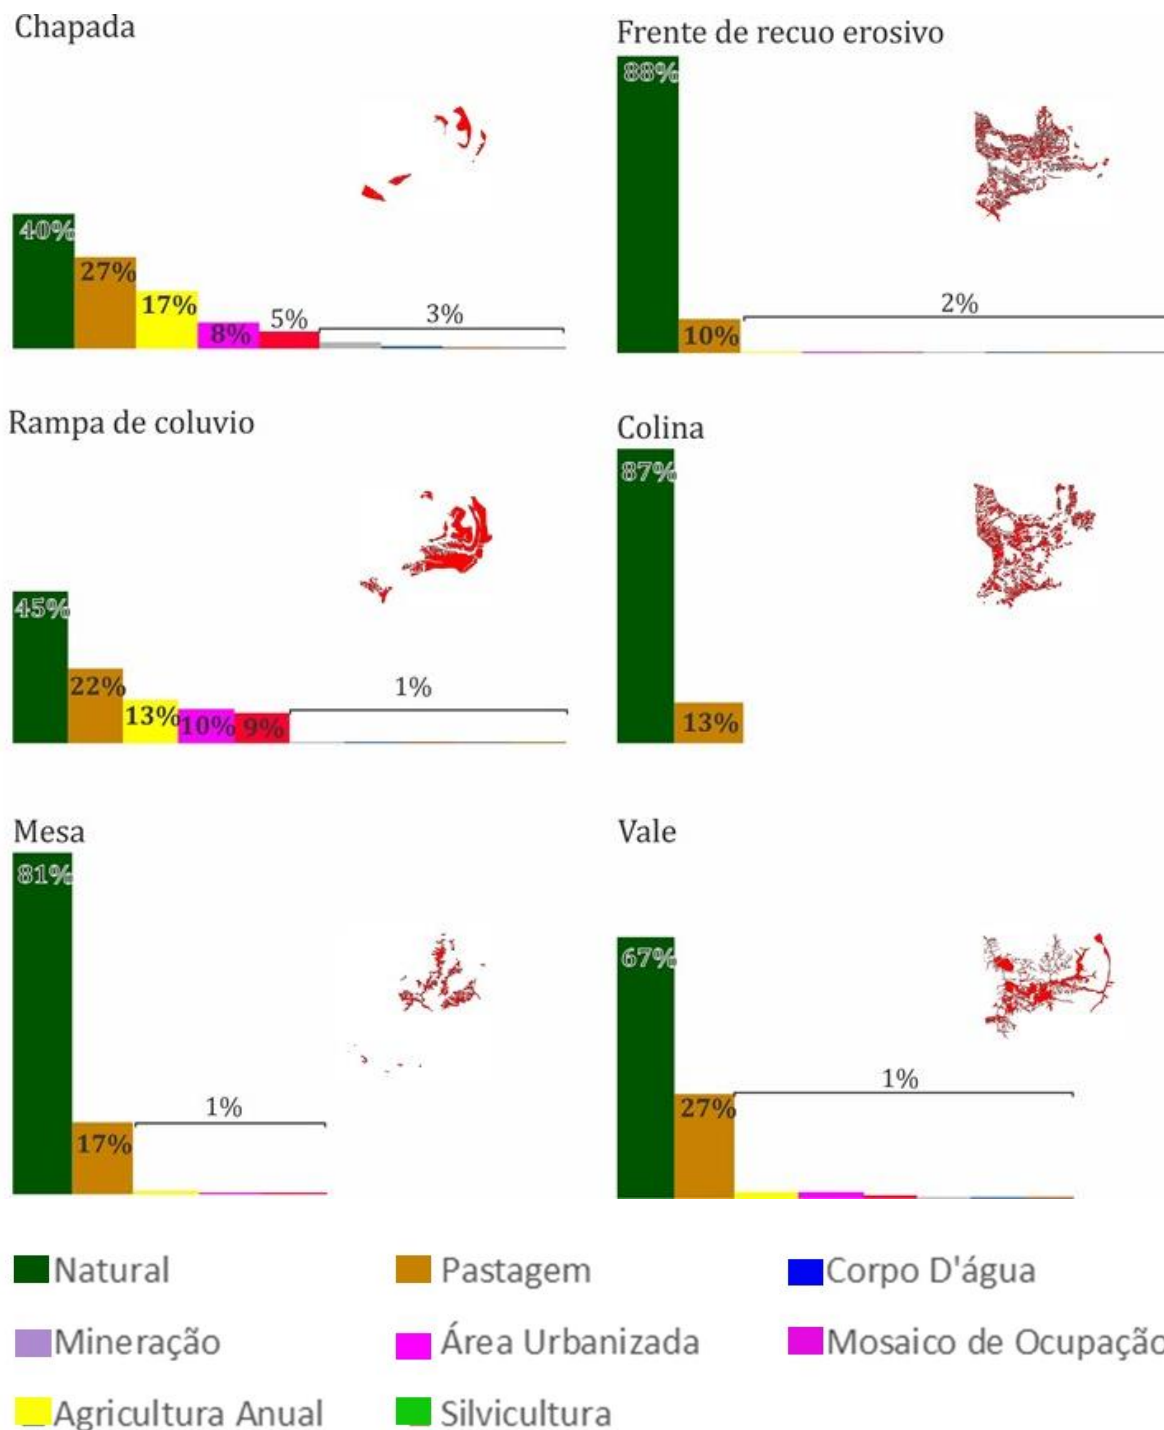 Chapada
40%
27%
17%
8%
5%
3%
Frente de recuo erosivo
88%
10%
2%
Rampa de coluvio
45%
22%
13%
10%
9%
1%
Colina
87%
13%
Mesa
81%
17%
1%
Vale
67%
27%
1%
Natural
Pastagem
Corpo D'água
Mineração
Área Urbanizada
Mosaico de Ocupação
Agricultura Anual
Silvicultura